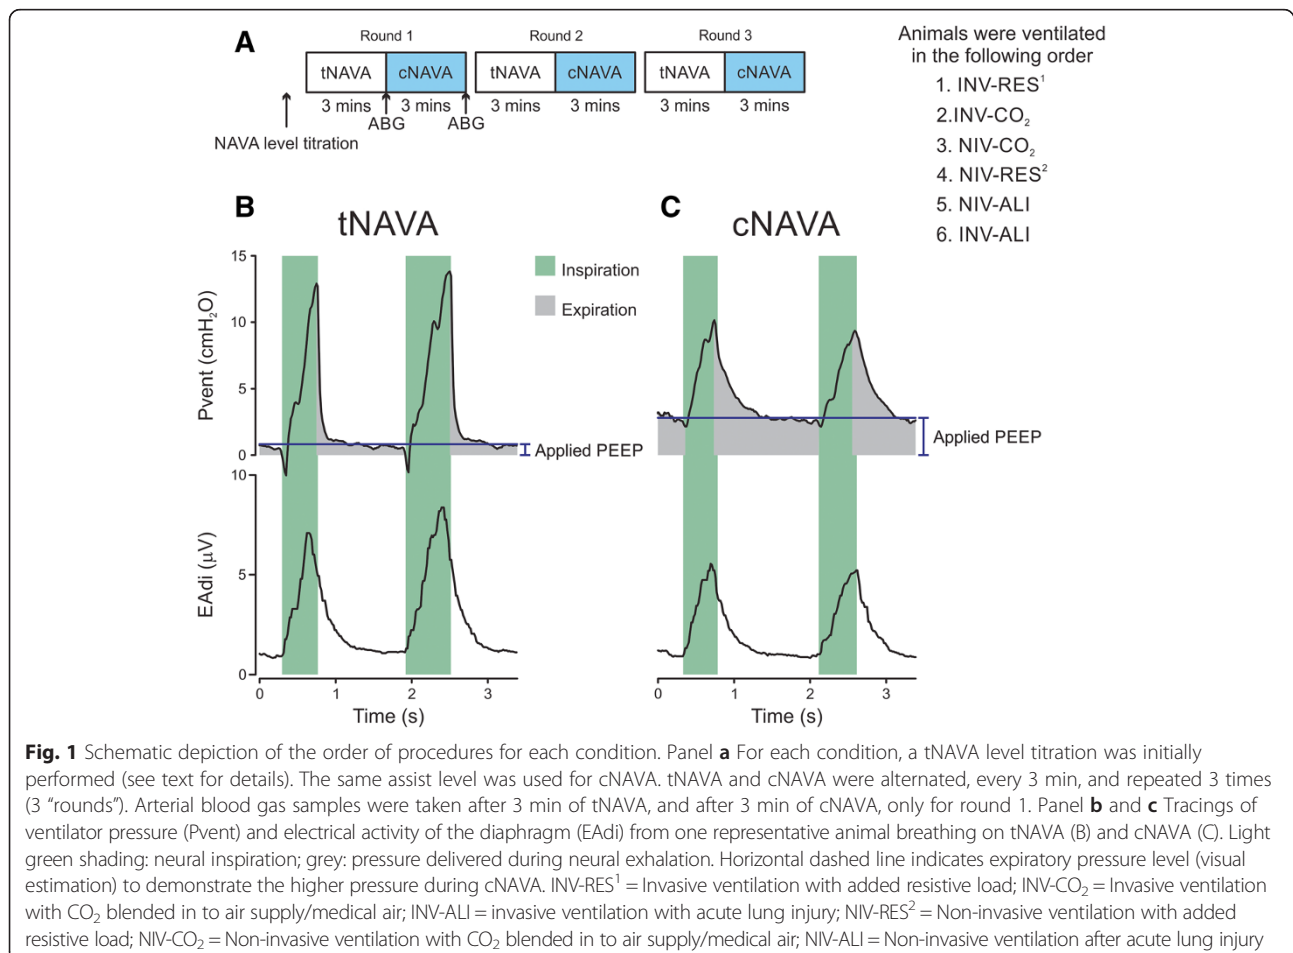 A
Round 1
Round 2
Round 3
tNAVA
cNAVA
tNAVA
cNAVA
tNAVA
cNAVA
3 mins
3 mins
3 mins
3 mins
3 mins
3 mins
ABG
ABG
NAVA level titration
Animals were ventilated
in the following order
1. INV-RES¹
2.INV-CO₂
3. NIV-CO₂
4. NIV-RES²
5. NIV-ALI
6. INV-ALI
B
tNAVA
15
10
5
0
Pvent (cmH₂O)
Applied PEEP
10
5
0
EAdi (µV)
0
1
2
3
Time (s)
Inspiration
Expiration
C
cNAVA
Applied PEEP
0
1
2
3
Time (s)
Fig. 1 Schematic depiction of the order of procedures for each condition. Panel a For each condition, a tNAVA level titration was initially
performed (see text for details). The same assist level was used for cNAVA. tNAVA and cNAVA were alternated, every 3 min, and repeated 3 times
(3 “rounds”). Arterial blood gas samples were taken after 3 min of tNAVA, and after 3 min of cNAVA, only for round 1. Panel b and c Tracings of
ventilator pressure (Pvent) and electrical activity of the diaphragm (EAdi) from one representative animal breathing on tNAVA (B) and cNAVA (C). Light
green shading: neural inspiration; grey: pressure delivered during neural exhalation. Horizontal dashed line indicates expiratory pressure level (visual
estimation) to demonstrate the higher pressure during cNAVA. INV-RES¹ = Invasive ventilation with added resistive load; INV-CO₂ = Invasive ventilation
with CO₂ blended in to air supply/medical air; INV-ALI = invasive ventilation with acute lung injury; NIV-RES² = Non-invasive ventilation with added
resistive load; NIV-CO₂ = Non-invasive ventilation with CO₂ blended in to air supply/medical air; NIV-ALI = Non-invasive ventilation after acute lung injury